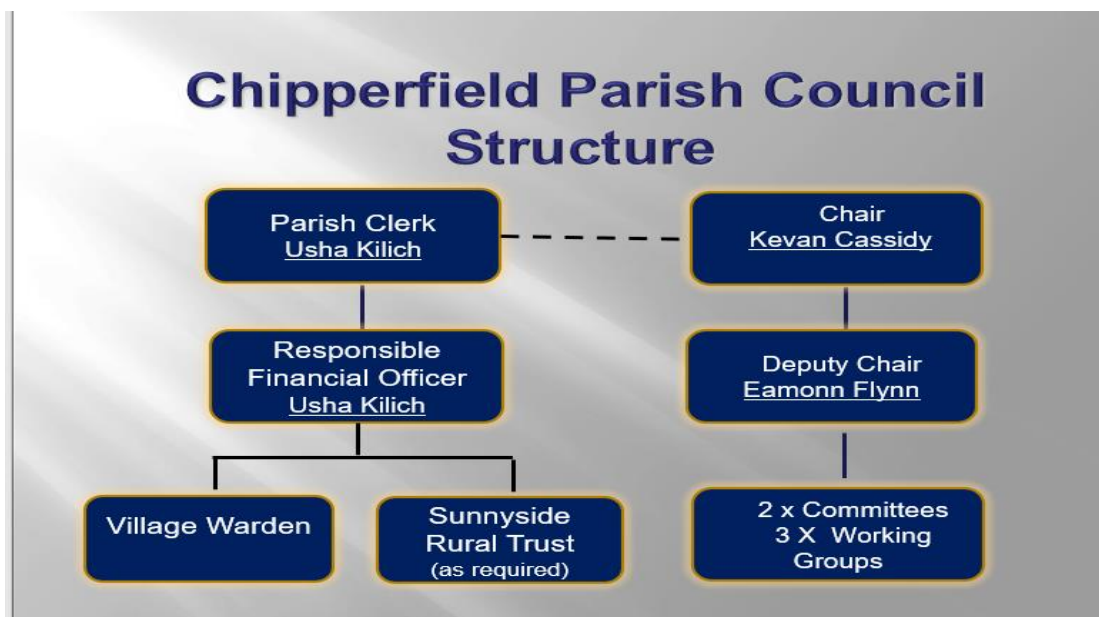 Chipperfield Parish Council
Structure
Parish Clerk
Usha Kilich
Chair
Kevan Cassidy
Responsible
Financial Officer
Usha Kilich
Deputy Chair
Eamonn Flynn
Village Warden
Sunnyside
Rural Trust
(as required)
2 x Committees
3 X Working
Groups